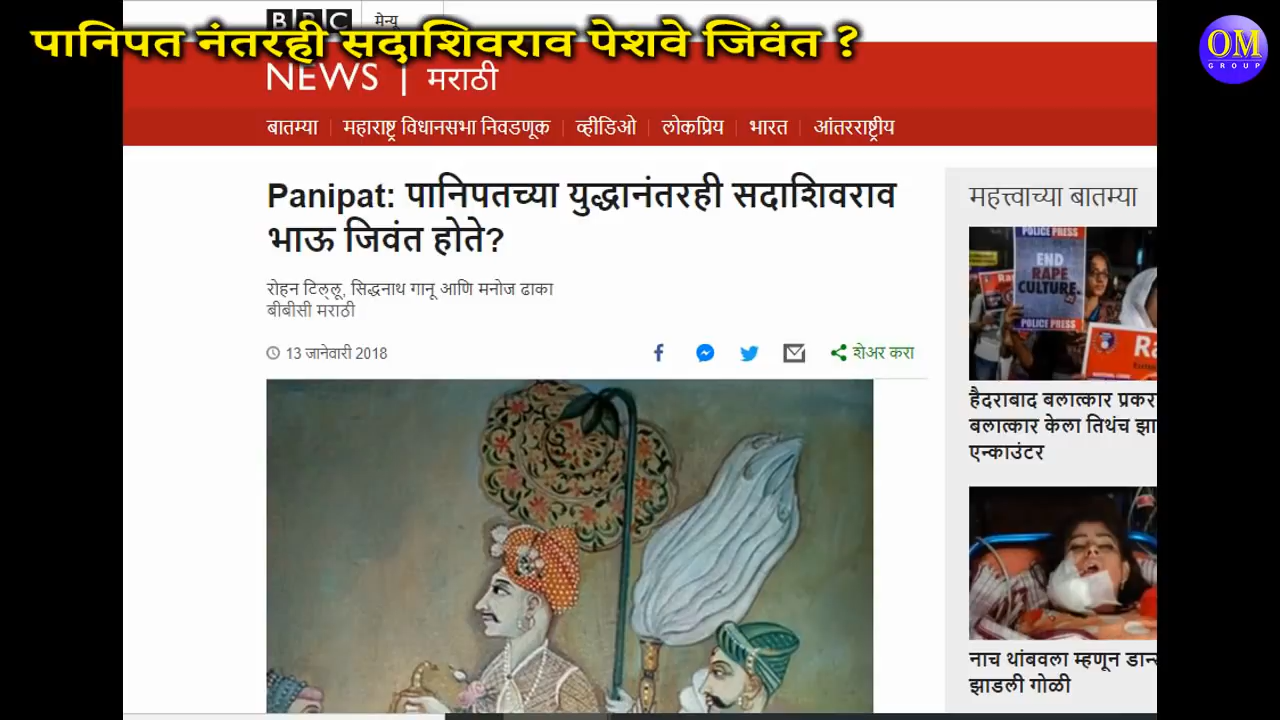 पानिपत नंतरही सदाशिवराव पेशवे जिवंत ?
OM
GROUP
BBC
मेन्यू
NEWS | मराठी
बातम्या
महाराष्ट्र विधानसभा निवडणूक
व्हीडिओ
लोकप्रिय
भारत
आंतरराष्ट्रीय
Panipat: पानिपतच्या युद्धानंतरही सदाशिवराव
भाऊ जिवंत होते?
रोहन टिल्लू, सिद्धनाथ गानू आणि मनोज ढाका
बीबीसी मराठी
13 जानेवारी 2018
शेअर करा
महत्त्वाच्या बातम्या
POLICE PRESS
END
RAPE
CULTURE.
POLICE PRESS
हैदराबाद बलात्कार प्रकर
बलात्कार केला तिथंच झा
एन्काउंटर
नाच थांबवला म्हणून डान्स
झाडली गोळी